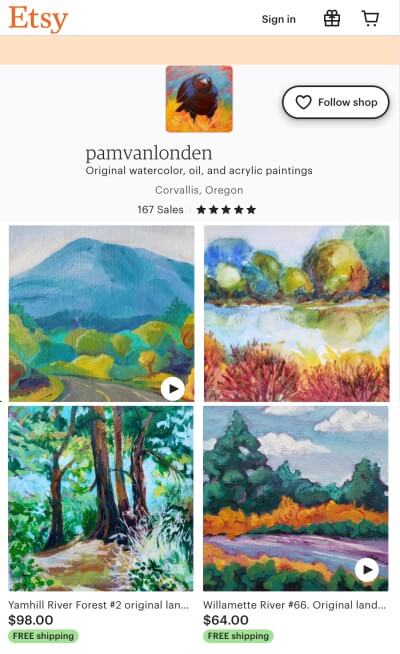 Etsy
Sign in
Follow shop
pamvanlonden
Original watercolor, oil, and acrylic paintings
Corvallis, Oregon
167 Sales
Yamhill River Forest #2 original lan...
$98.00
FREE shipping
Willamette River #66. Original land...
$64.00
FREE shipping